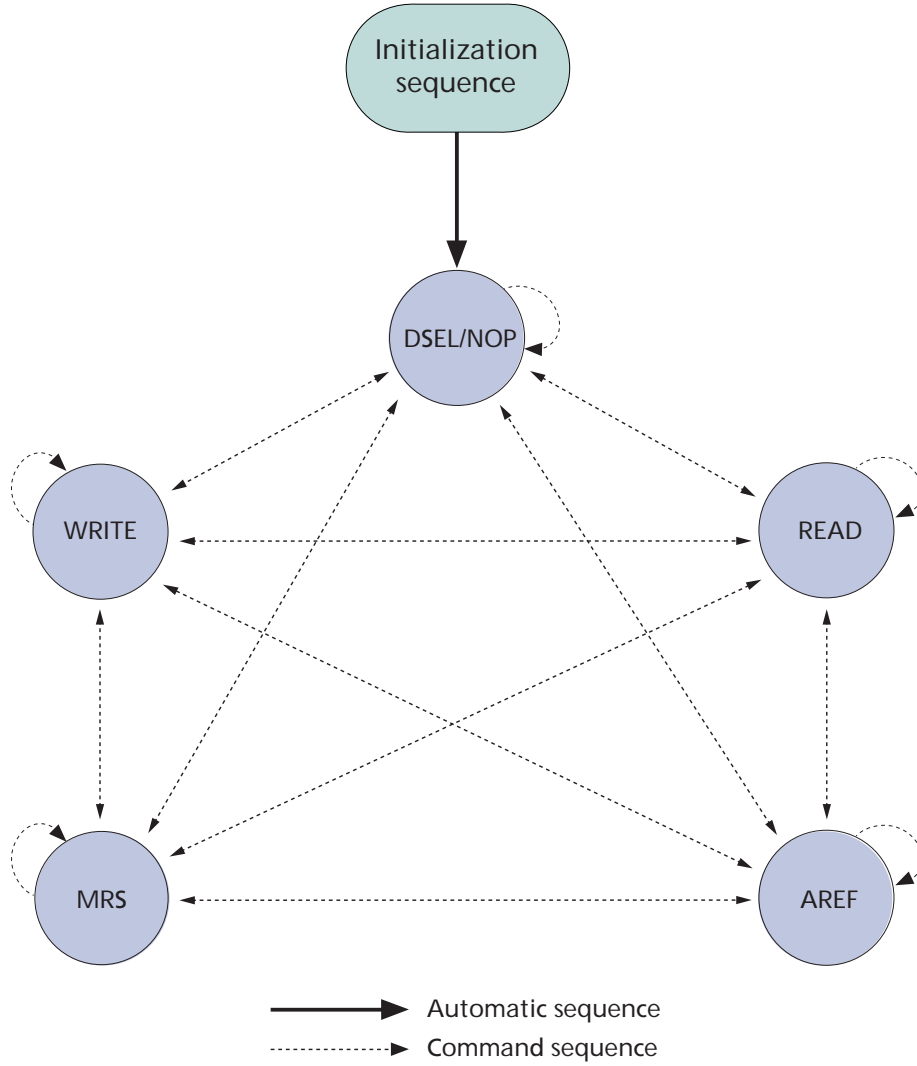 Initialization
sequence
DSEL/NOP
WRITE
READ
MRS
AREF
Automatic sequence
Command sequence